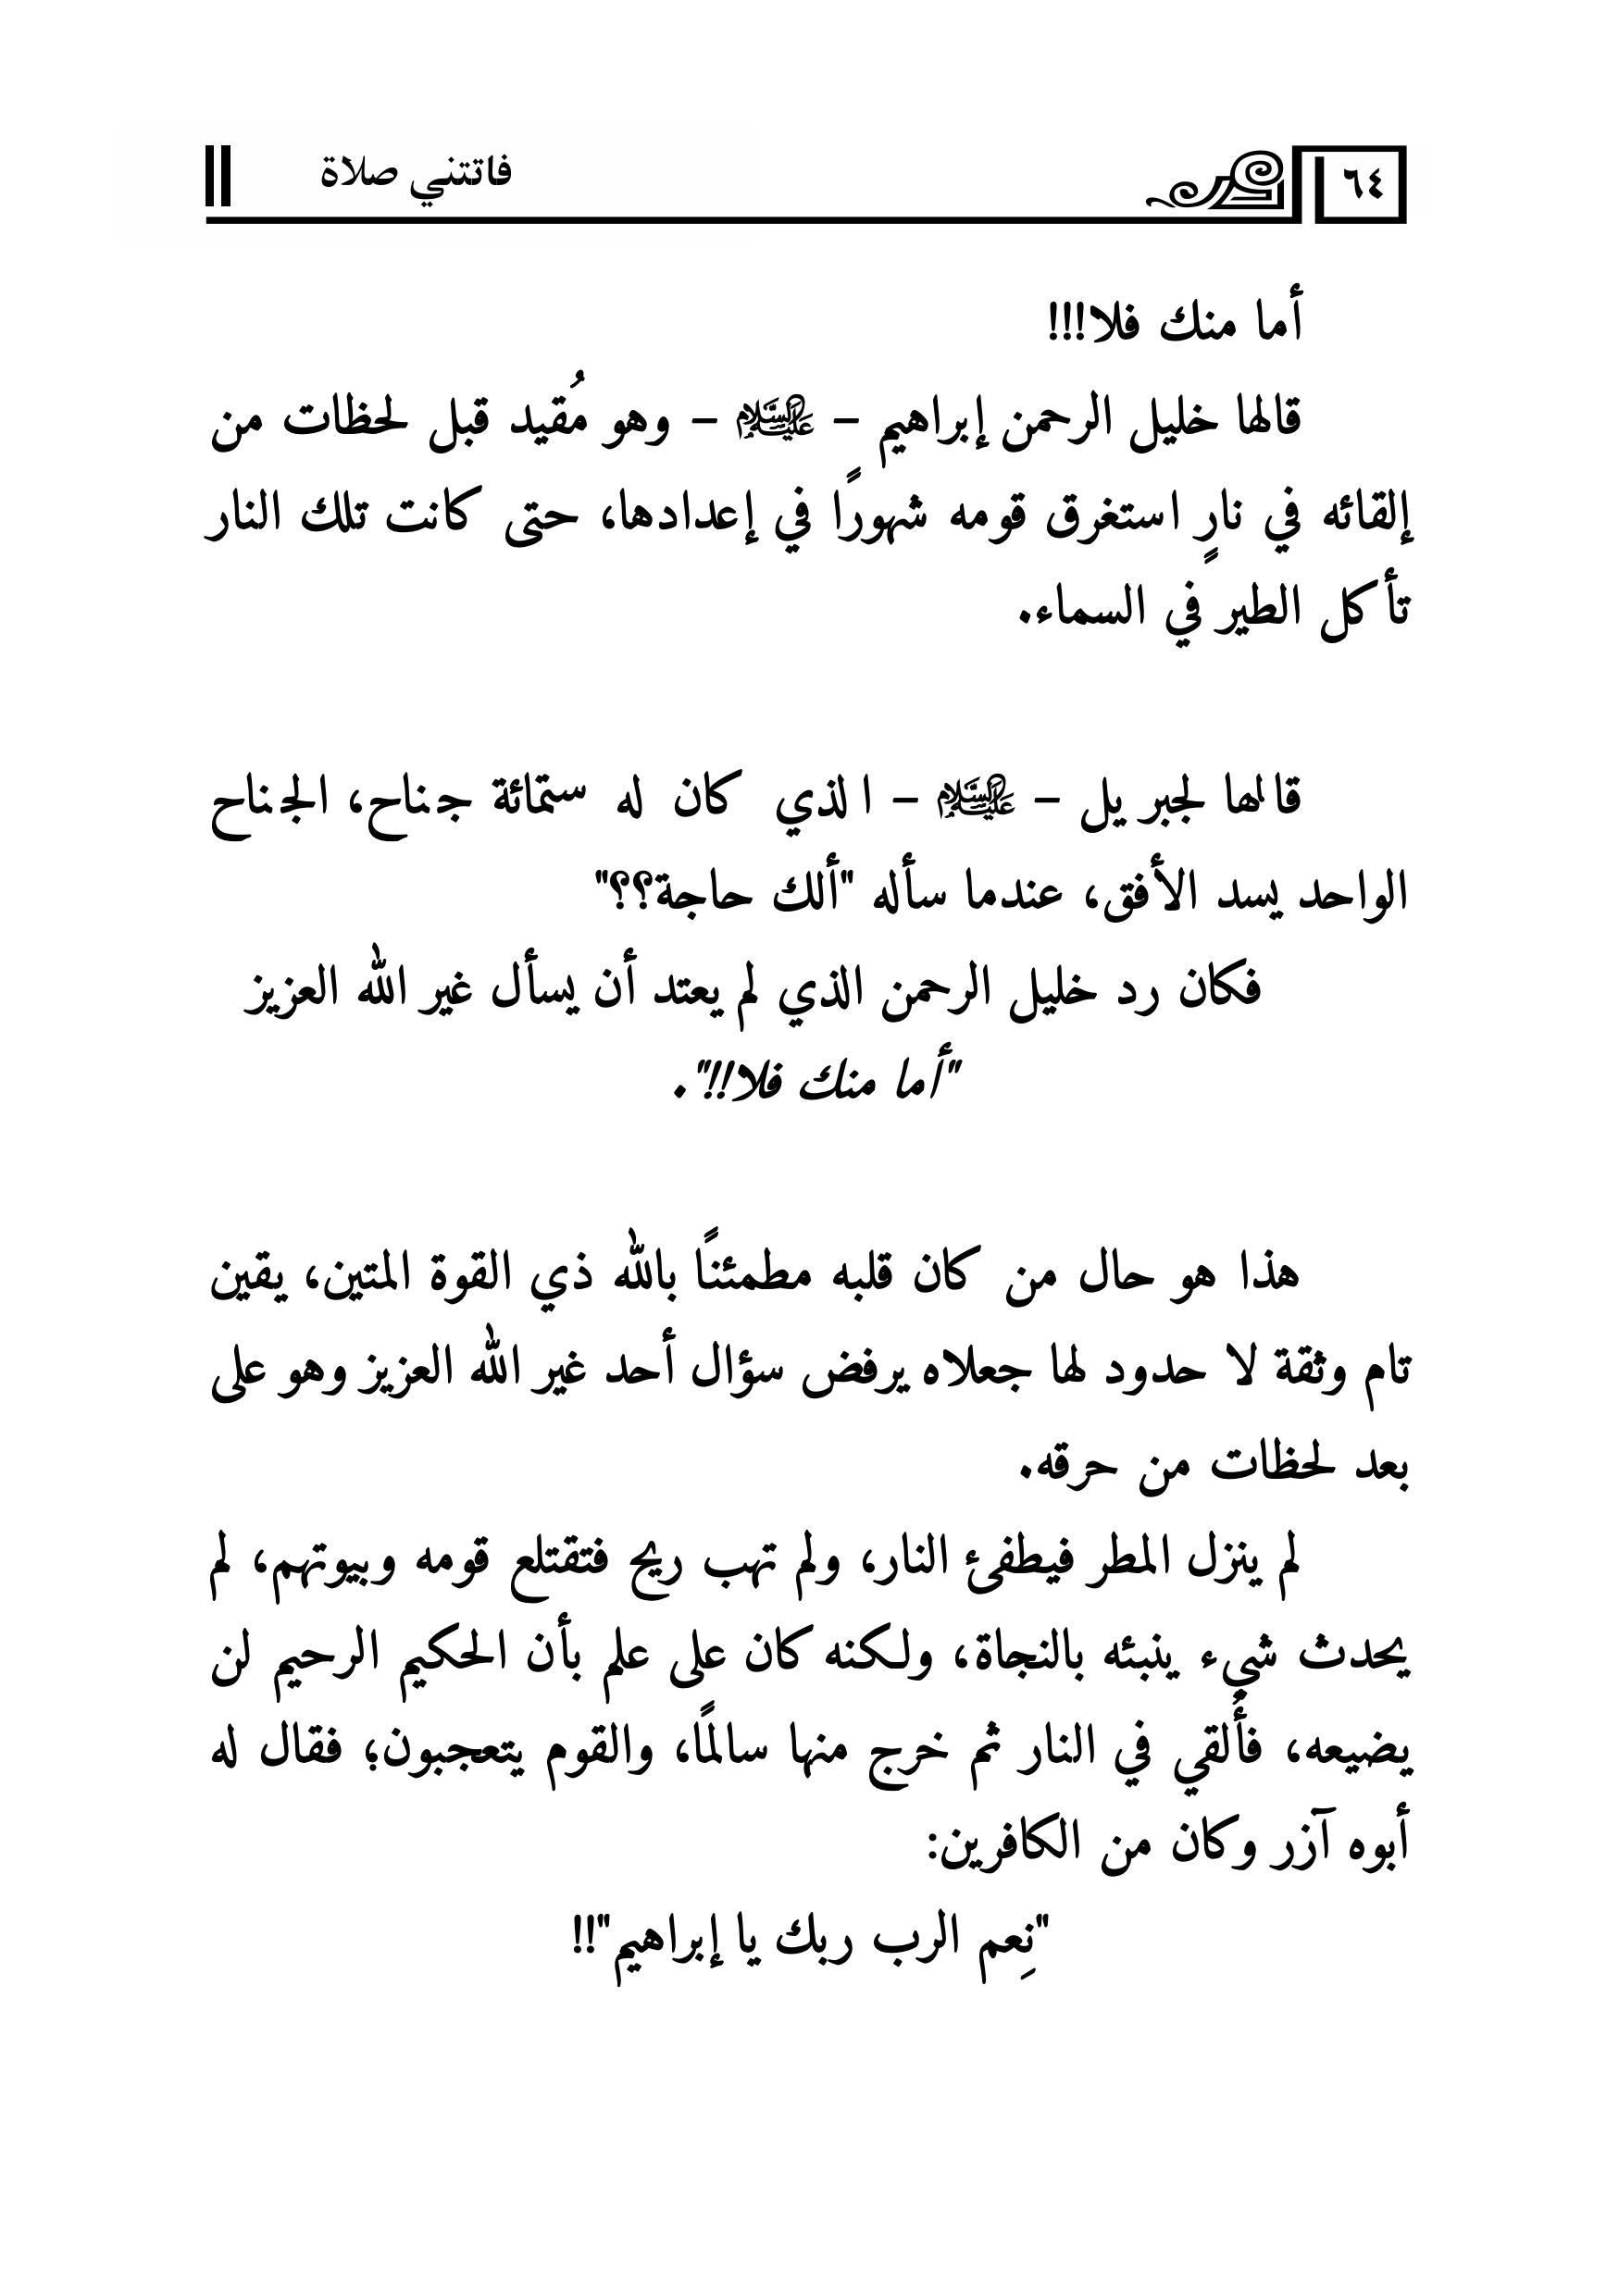 ٦٤
فاتتني صلاة
أما منك فلا!!!
قالها خليل الرحمن إبراهيم – عليه السلام – وهو مُقيد قبل لحظات من
إلقائه في نارٍ استغرق قومه شهورًا في إعدادها، حتى كانت تلك النار
تأكل الطير في السماء.
قالها لجبريل – عليه السلام – الذي كان له ستمائة جناح، الجناح
الواحد يسد الأفق، عندما سأله "ألك حاجة؟؟"
فكان رد خليل الرحمن الذي لم يعتد أن يسأل غير الله العزيز
"أما منك فلا!!".
هذا هو حال من كان قلبه مطمئنًا بالله ذي القوة المتين، يقين
تام وثقة لا حدود لها جعلاه يرفض سؤال أحد غير الله العزيز وهو على
بعد لحظات من حرقه.
لم ينزل المطر فيطفئ النار، ولم تهب ريح فتقتلع قومه وبيوتهم، لم
يحدث شيء ينبئه بالنجاة، ولكنه كان على علم بأن الحكيم الرحيم لن
يضيعه، فأُلقي في النار ثم خرج منها سالمًا، والقوم يتعجبون؛ فقال له
أبوه آزر وكان من الكافرين:
"نِعم الرب ربك يا إبراهيم"!!